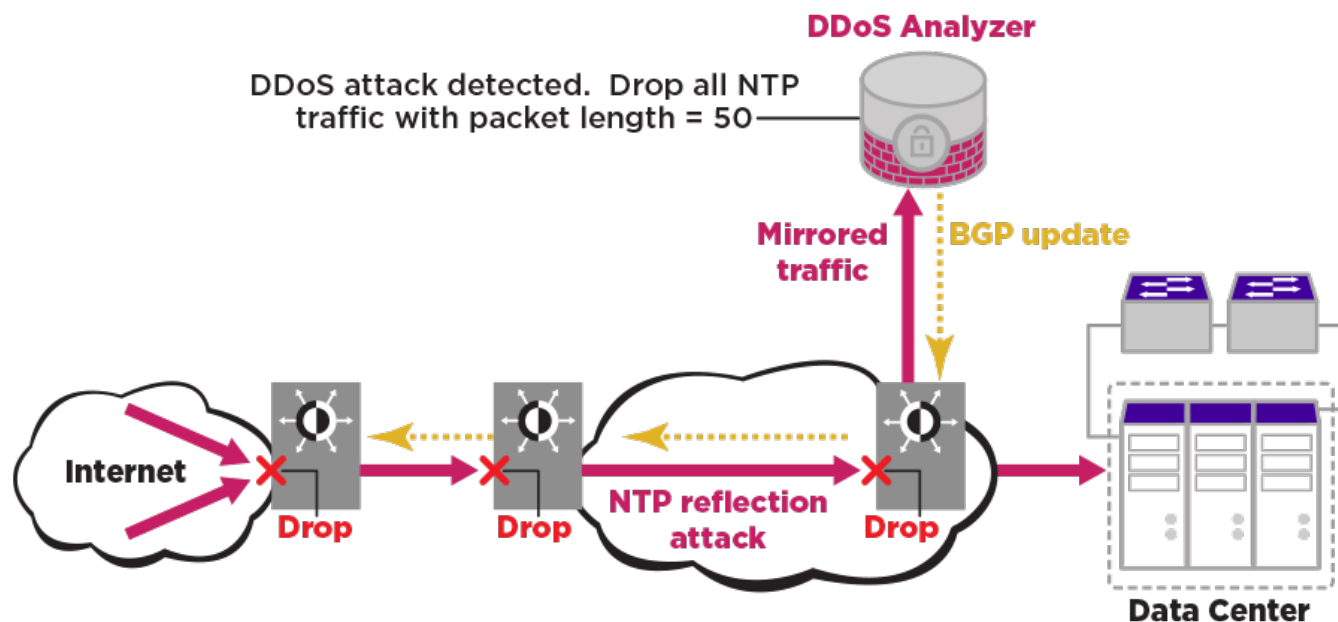 DDoS Analyzer
DDoS attack detected.  Drop all NTP
traffic with packet length = 50
Mirrored
traffic
BGP update
Internet
Drop
Drop
NTP reflection
attack
Drop
Data Center